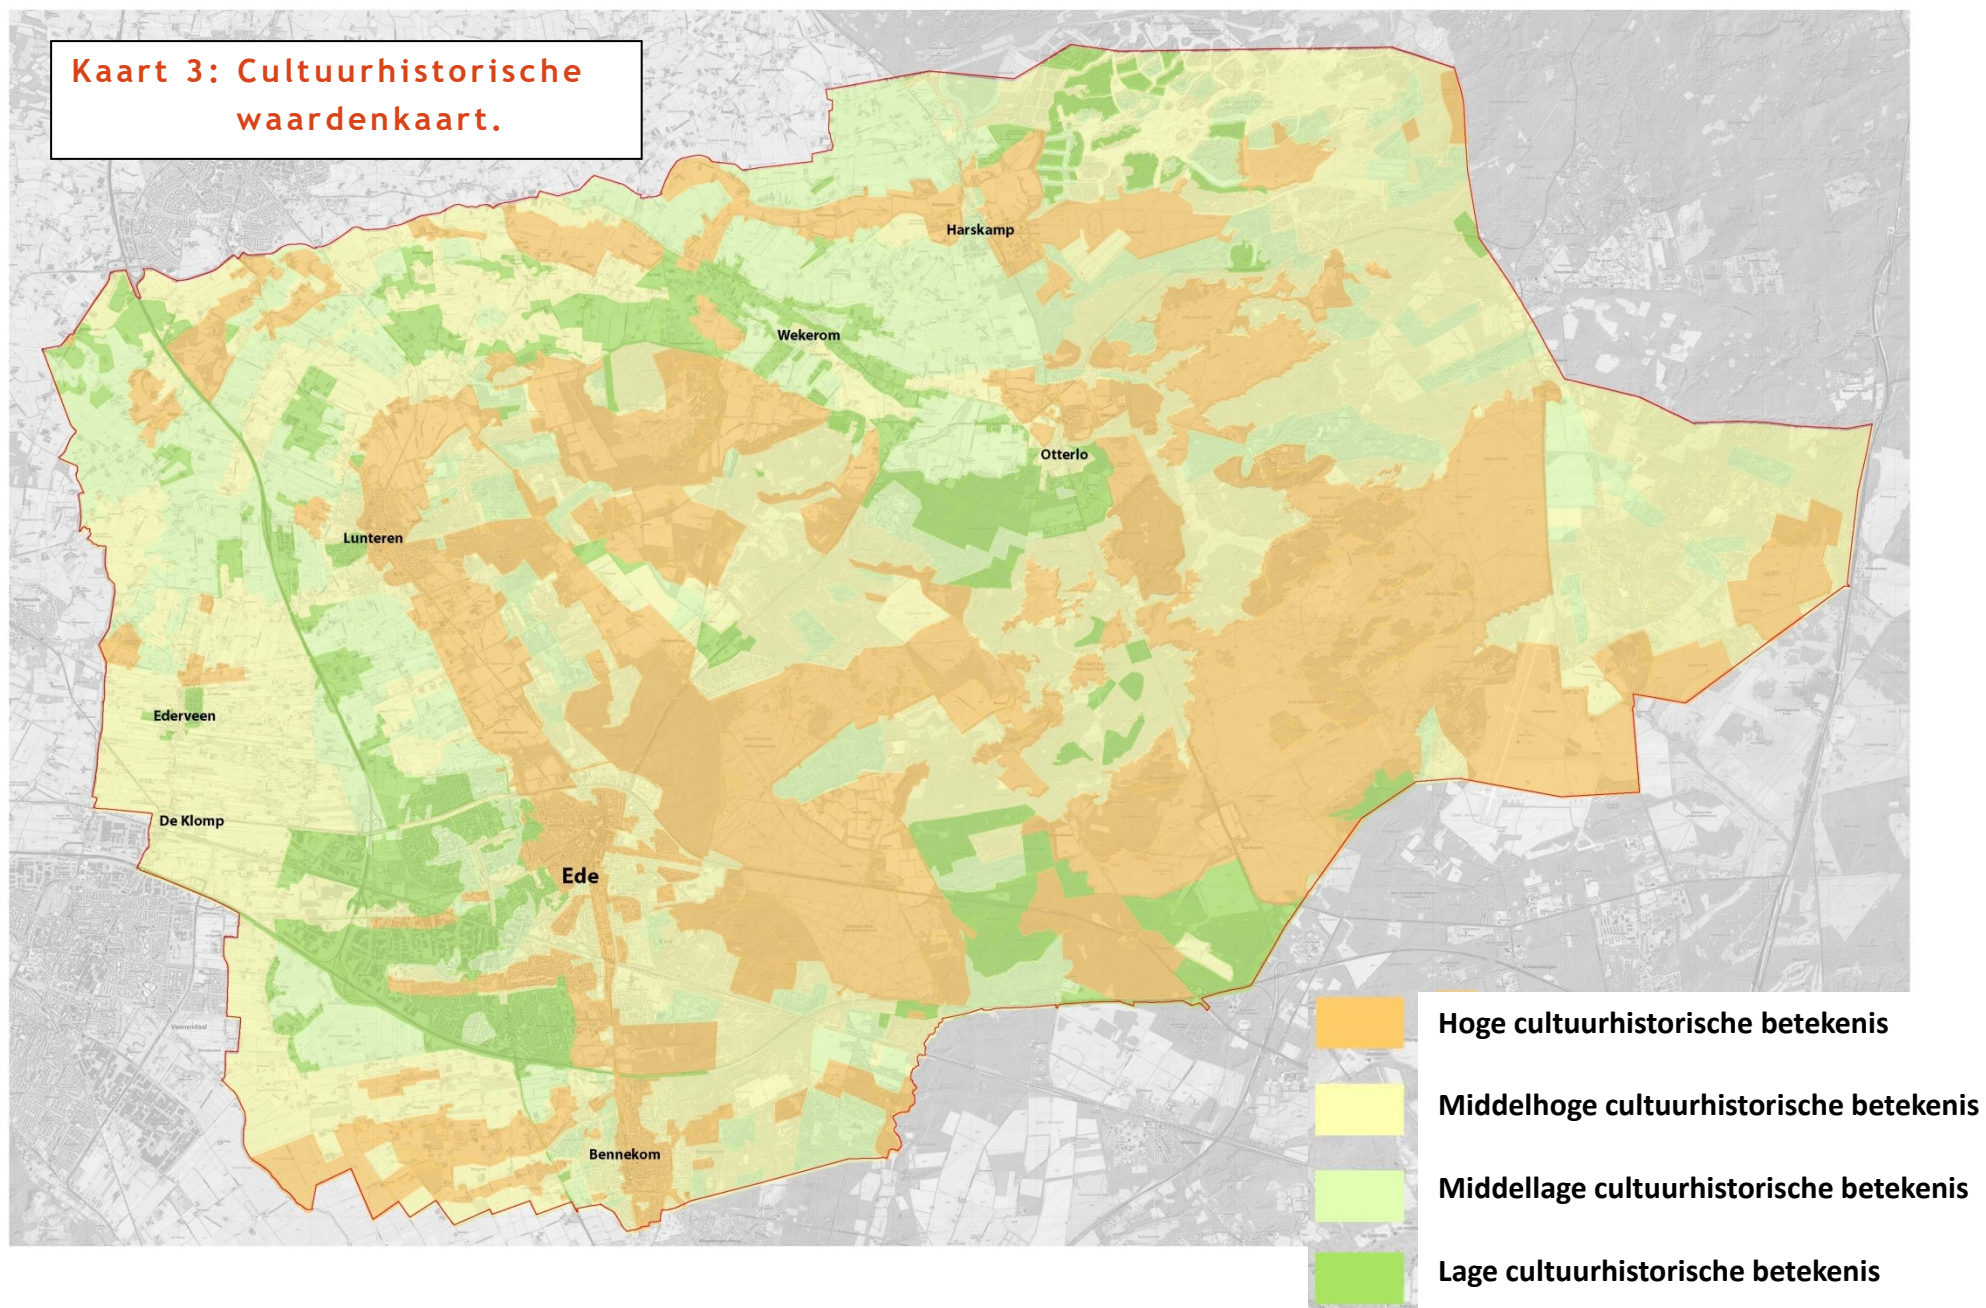 Kaart 3: Cultuurhistorische
waardenkaart.
Harskamp
Wekerom
Otterlo
Lunteren
Ederveen
De Klomp
Ede
Bennekom
Veenendaal
Hoge cultuurhistorische betekenis
Middelhoge cultuurhistorische betekenis
Middellage cultuurhistorische betekenis
Lage cultuurhistorische betekenis